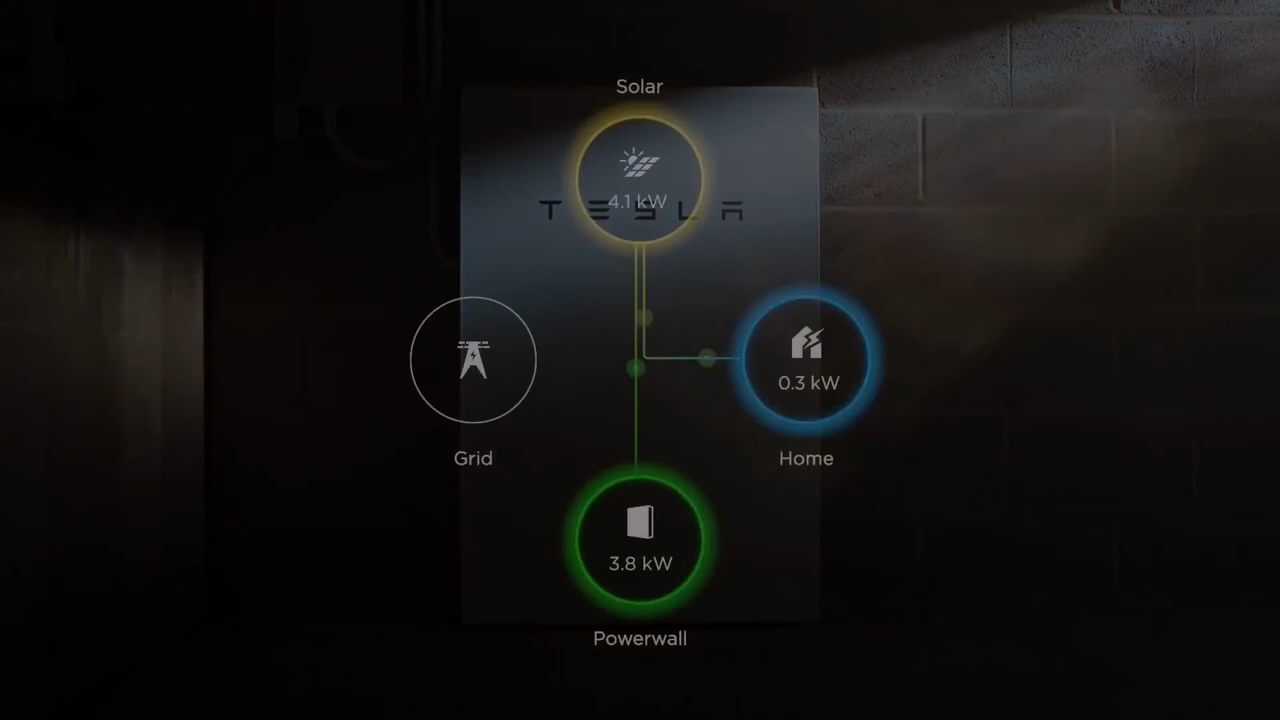 Solar
4.1 kW
TESLA
0.3 kW
Grid
Home
3.8 kW
Powerwall